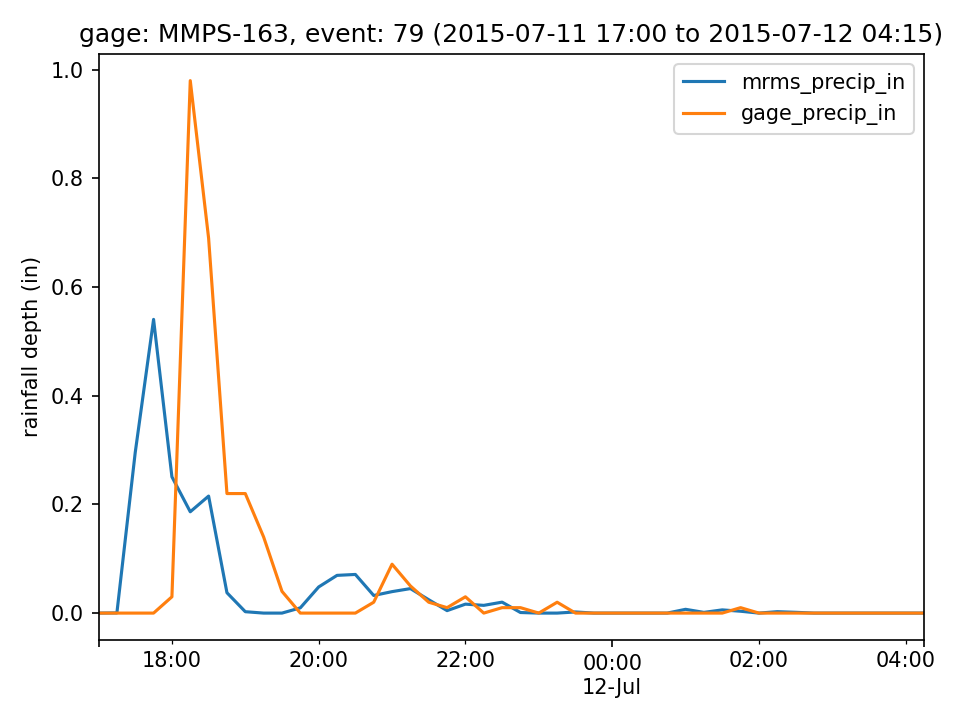 gage: MMPS-163, event: 79 (2015-07-11 17:00 to 2015-07-12 04:15)
mrms_precip_in
gage_precip_in
rainfall depth (in)
1.0
0.8
0.6
0.4
0.2
0.0
18:00 20:00 22:00 00:00 02:00 04:00
12-Jul